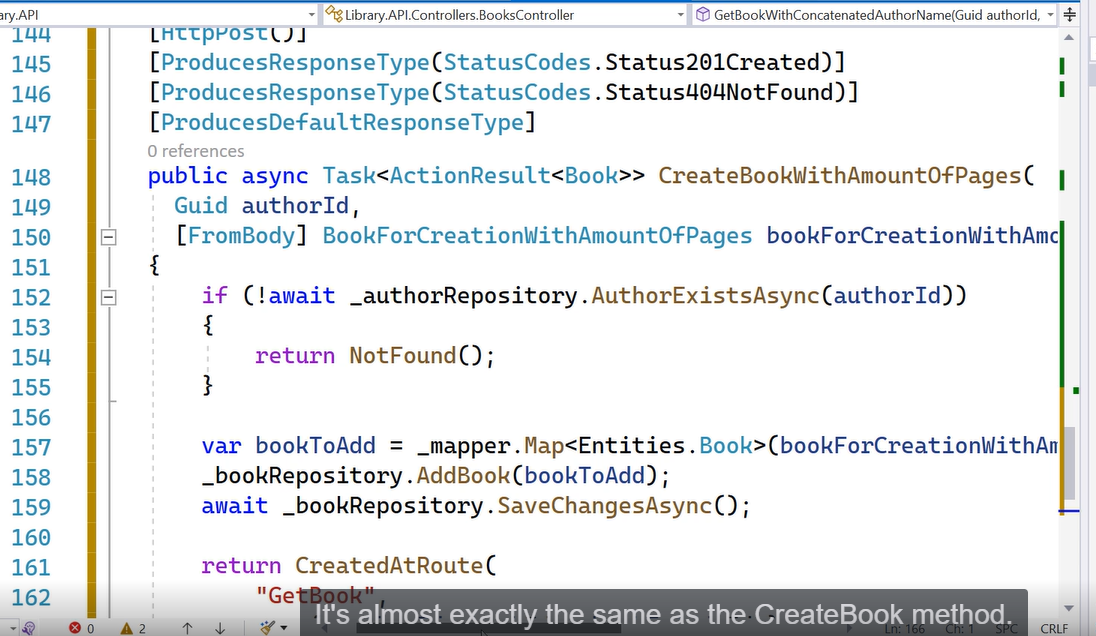 ary.API Library.API.Controllers.BooksController GetBookWithConcatenatedAuthorName(Guid authorId,
144 [HttpPost()]
145 [ProducesResponseType(StatusCodes.Status201Created)]
146 [ProducesResponseType(StatusCodes.Status404NotFound)]
147 [ProducesDefaultResponseType]
0 references
148 public async Task<ActionResult<Book>> CreateBookWithAmountOfPages(
149 Guid authorId,
150 [FromBody] BookForCreationWithAmountOfPages bookForCreationWithAmo
151 {
152 if (!await _authorRepository.AuthorExistsAsync(authorId))
153 {
154 return NotFound();
155 }
156
157 var bookToAdd = _mapper.Map<Entities.Book>(bookForCreationWithAm
158 _bookRepository.AddBook(bookToAdd);
159 await _bookRepository.SaveChangesAsync();
160
161 return CreatedAtRoute(
162 "GetBook",
It's almost exactly the same as the CreateBook method.
0 2 Ln: 166 Ch: 1 SPC CRLF